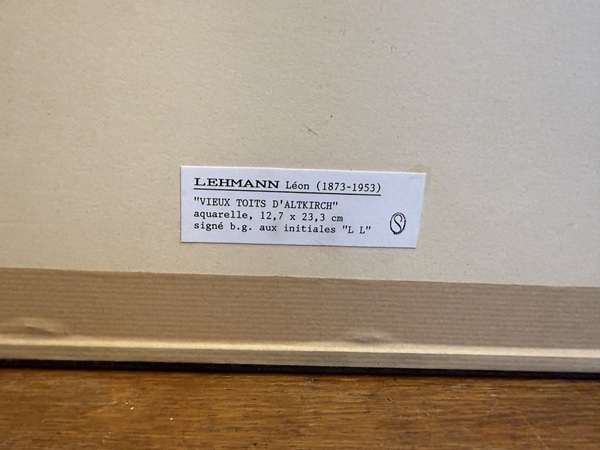 LEHMANN Léon (1873-1953)
"VIEUX TOITS D'ALTKIRCH"
aquarelle, 12,7 x 23,3 cm
signé b.g. aux initiales "L L"